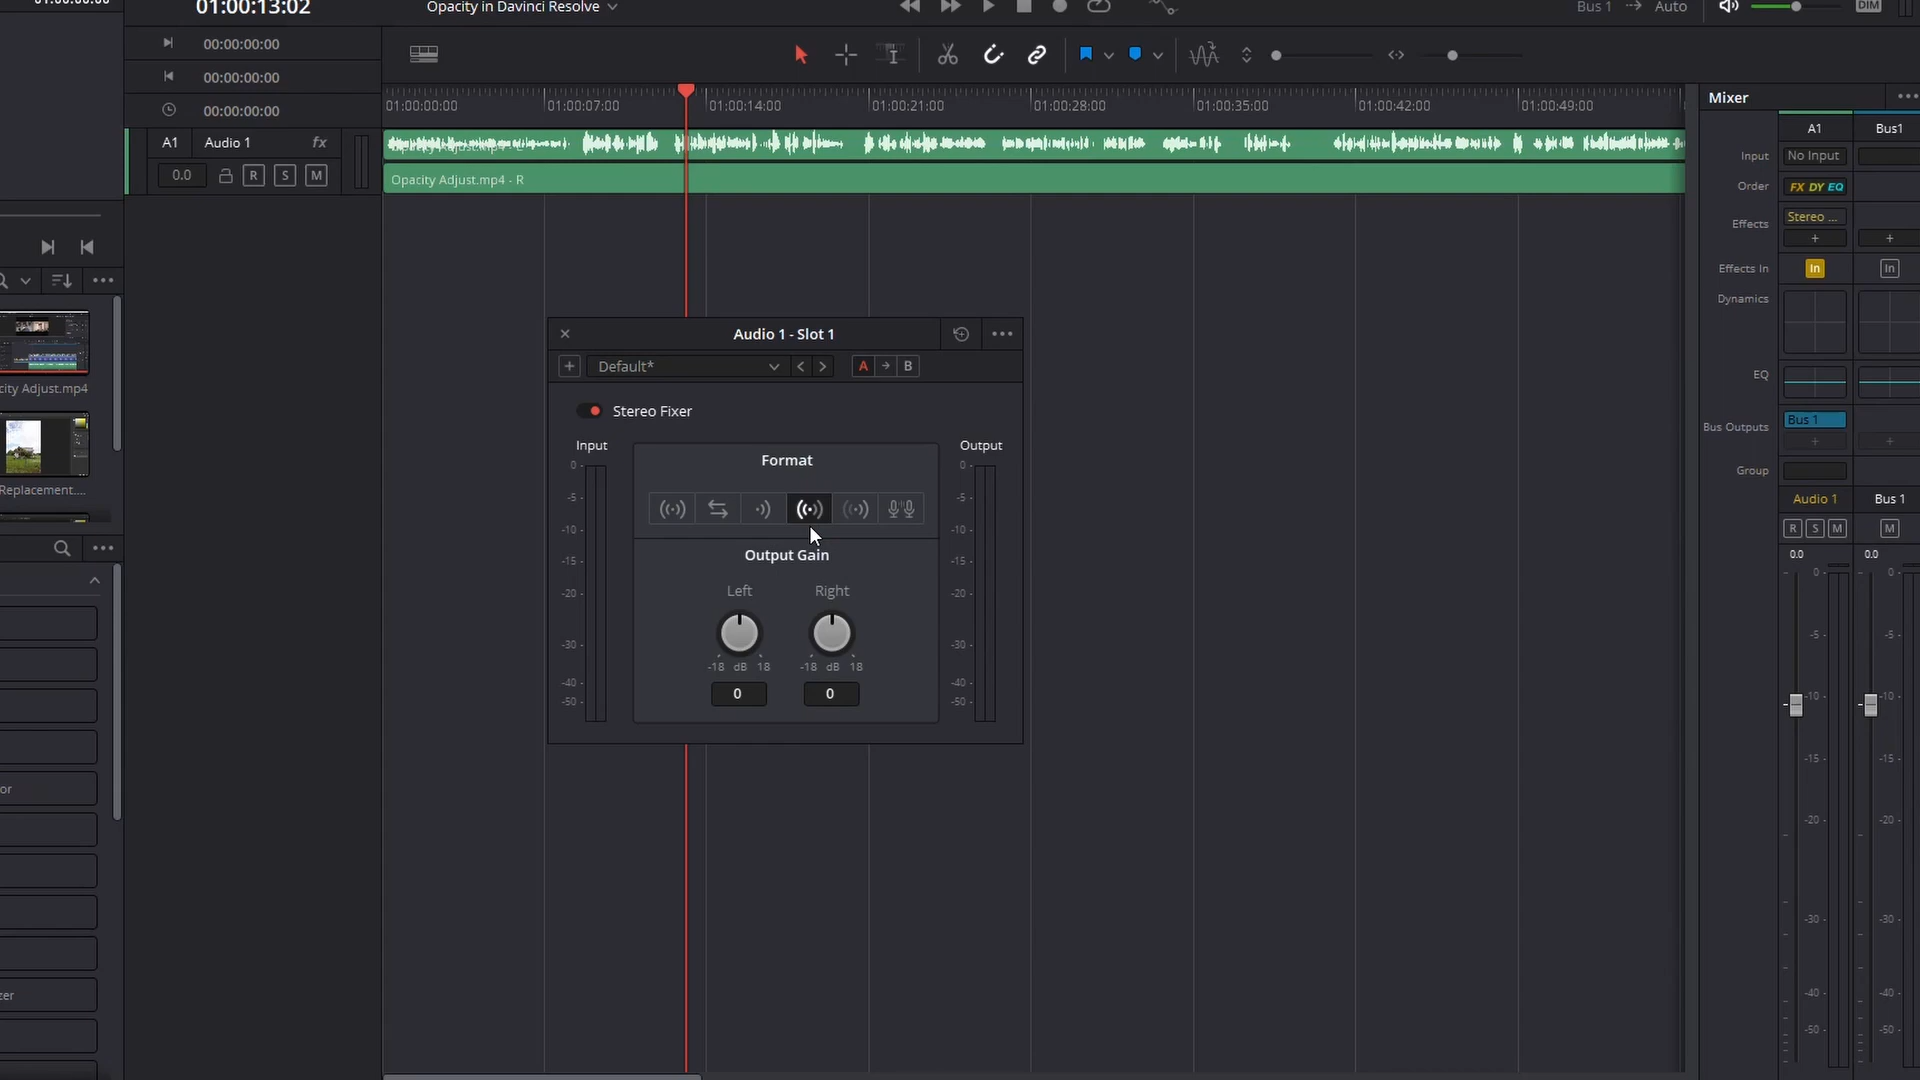 01:00:13:02
Opacity in Davinci Resolve
Bus 1
Auto
DIM
00:00:00:00
00:00:00:00
00:00:00:00
01:00:00:00
01:00:07:00
01:00:14:00
01:00:21:00
01:00:28:00
01:00:35:00
01:00:42:00
01:00:49:00
Mixer
A1
Audio 1
fx
0.0
R
S
M
Opacity Adjust.mp4 - R
A1
Bus1
Input
No Input
Order
FX DY EQ
Effects
Stereo ...
+
+
Effects In
In
In
Dynamics
EQ
Bus Outputs
Bus 1
+
+
Group
Audio 1
Bus 1
R
S
M
M
0.0
0.0
0
-5
-10
-15
-20
-30
-40
-50
0
-5
-10
-15
-20
-30
-40
-50
city Adjust.mp4
Replacement....
or
zer
Audio 1 - Slot 1
+
Default*
A
B
Stereo Fixer
Input
Format
Output
0
-5
-10
-15
-20
-30
-40
-50
0
-5
-10
-15
-20
-30
-40
-50
Output Gain
Left
Right
-18 dB 18
-18 dB 18
0
0